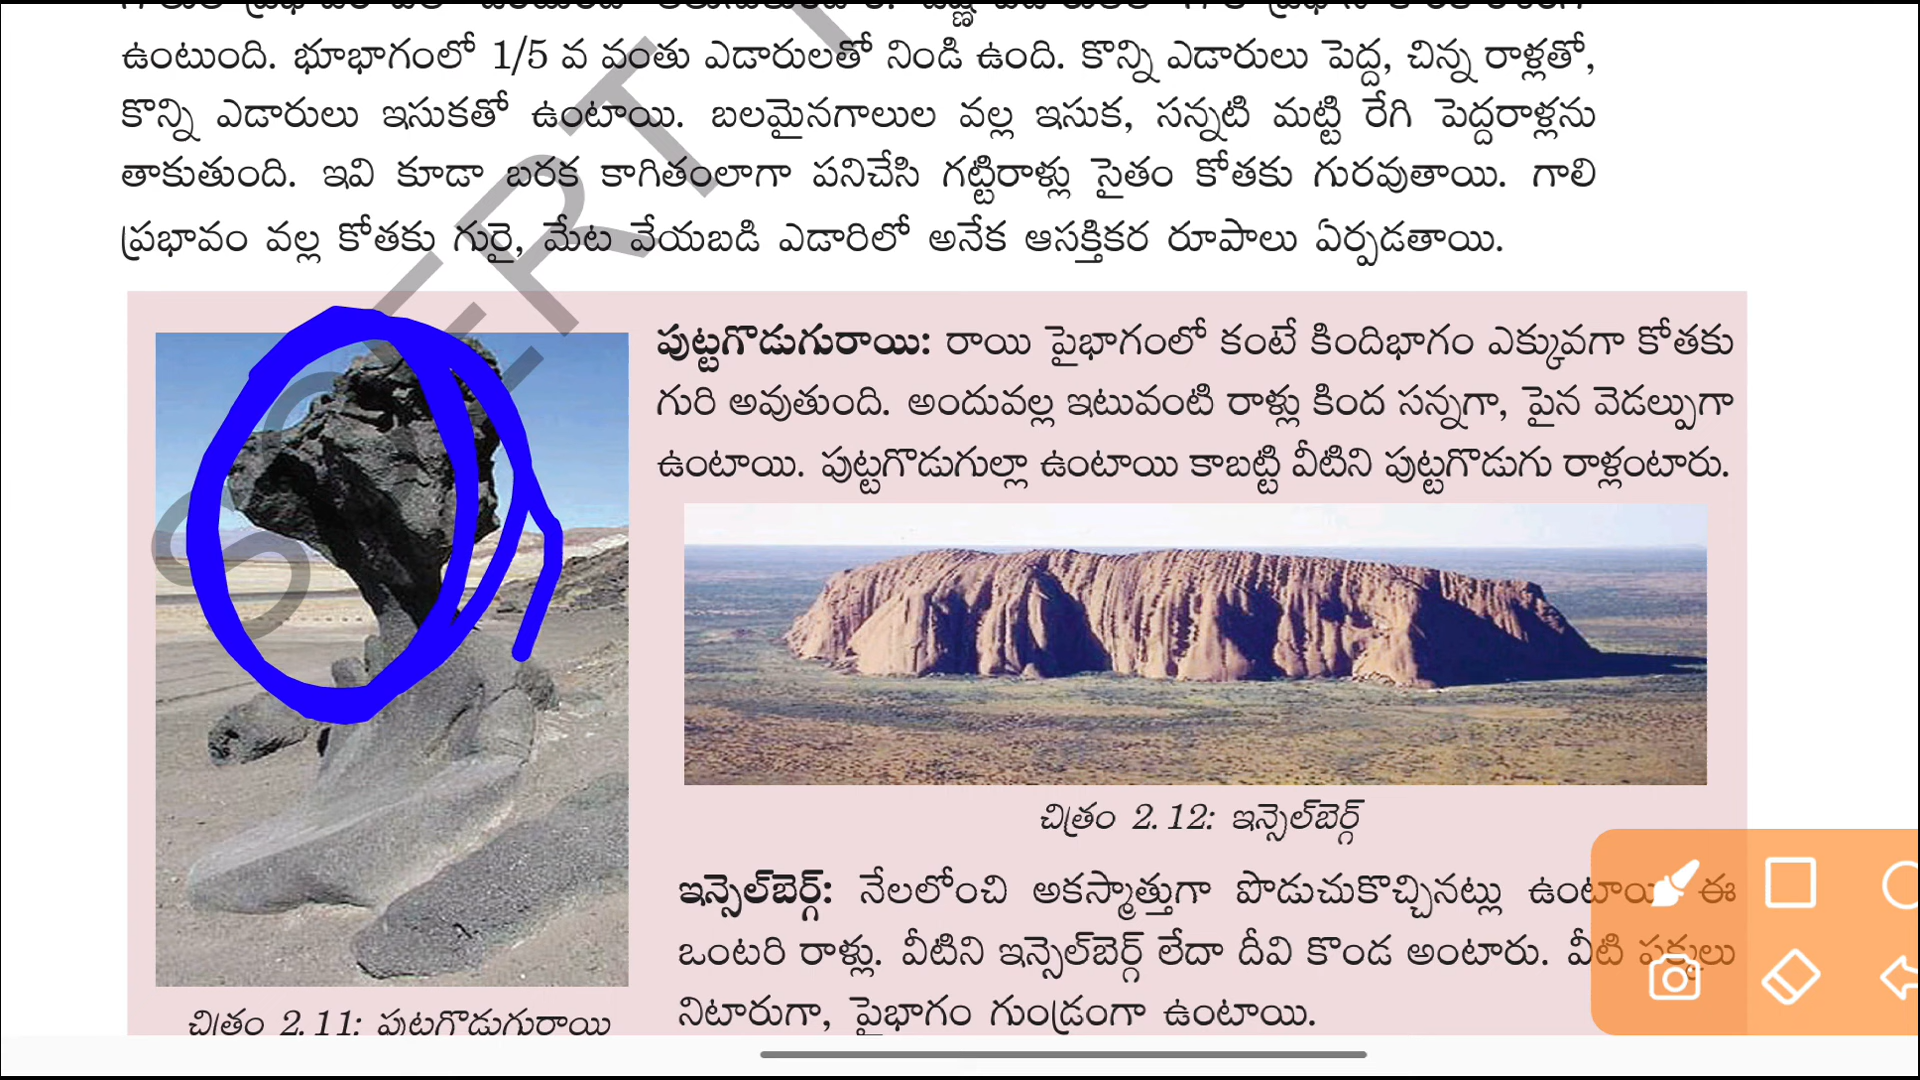 ఉంటుంది. భూభాగంలో 1/5 వ వంతు ఎడారులతో నిండి ఉంది. కొన్ని ఎడారులు పెద్ద, చిన్న రాళ్లతో,
కొన్ని ఎడారులు ఇసుకతో ఉంటాయి. బలమైనగాలుల వల్ల ఇసుక, సన్నటి మట్టి రేగి పెద్దరాళ్లను
తాకుతుంది. ఇవి కూడా బరక కాగితంలాగా పనిచేసి గట్టిరాళ్లు సైతం కోతకు గురవుతాయి. గాలి
ప్రభావం వల్ల కోతకు గురై, మేట వేయబడి ఎడారిలో అనేక ఆసక్తికర రూపాలు ఏర్పడతాయి.
పుట్టగొడుగురాయి: రాయి పైభాగంలో కంటే కిందిభాగం ఎక్కువగా కోతకు
గురి అవుతుంది. అందువల్ల ఇటువంటి రాళ్లు కింద సన్నగా, పైన వెడల్పుగా
ఉంటాయి. పుట్టగొడుగుల్లా ఉంటాయి కాబట్టి వీటిని పుట్టగొడుగు రాళ్లంటారు.
చిత్రం 2.12: ఇన్సెల్‌బెర్గ్
ఇన్సెల్‌బెర్గ్: నేలలోంచి అకస్మాత్తుగా పొడుచుకొచ్చినట్లు ఉంటాయి ఈ
ఒంటరి రాళ్లు. వీటిని ఇన్సెల్‌బెర్గ్ లేదా దీవి కొండ అంటారు. వీటి పక్కలు
నిటారుగా, పైభాగం గుండ్రంగా ఉంటాయి.
చిత్రం 2.11: పుట్టగొడుగురాయి